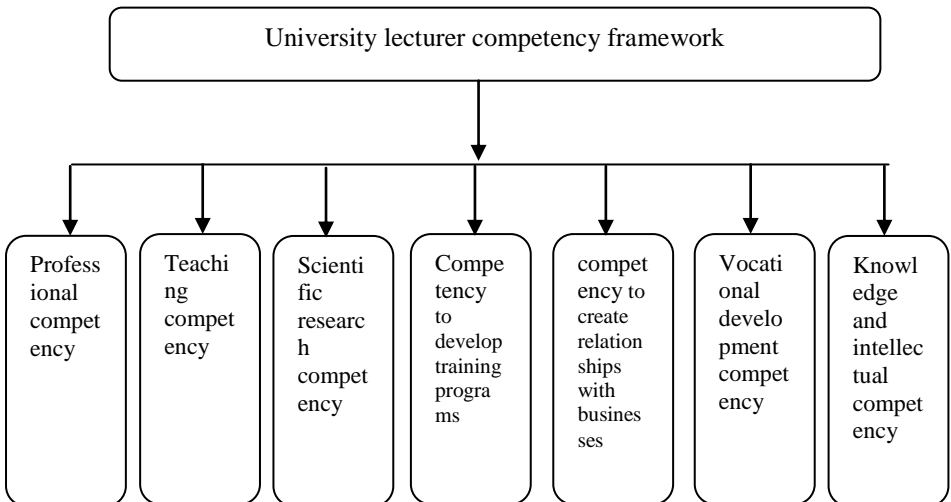 University lecturer competency framework
Profess
ional
compet
ency
Teachi
ng
compet
ency
Scienti
fic
researc
h
compet
ency
Compe
tency
to
develop
training
progra
ms
compet
ency to
create
relation
ships
with
busines
ses
Vocati
onal
develo
pment
compet
ency
Knowl
edge
and
intellec
tual
compet
ency